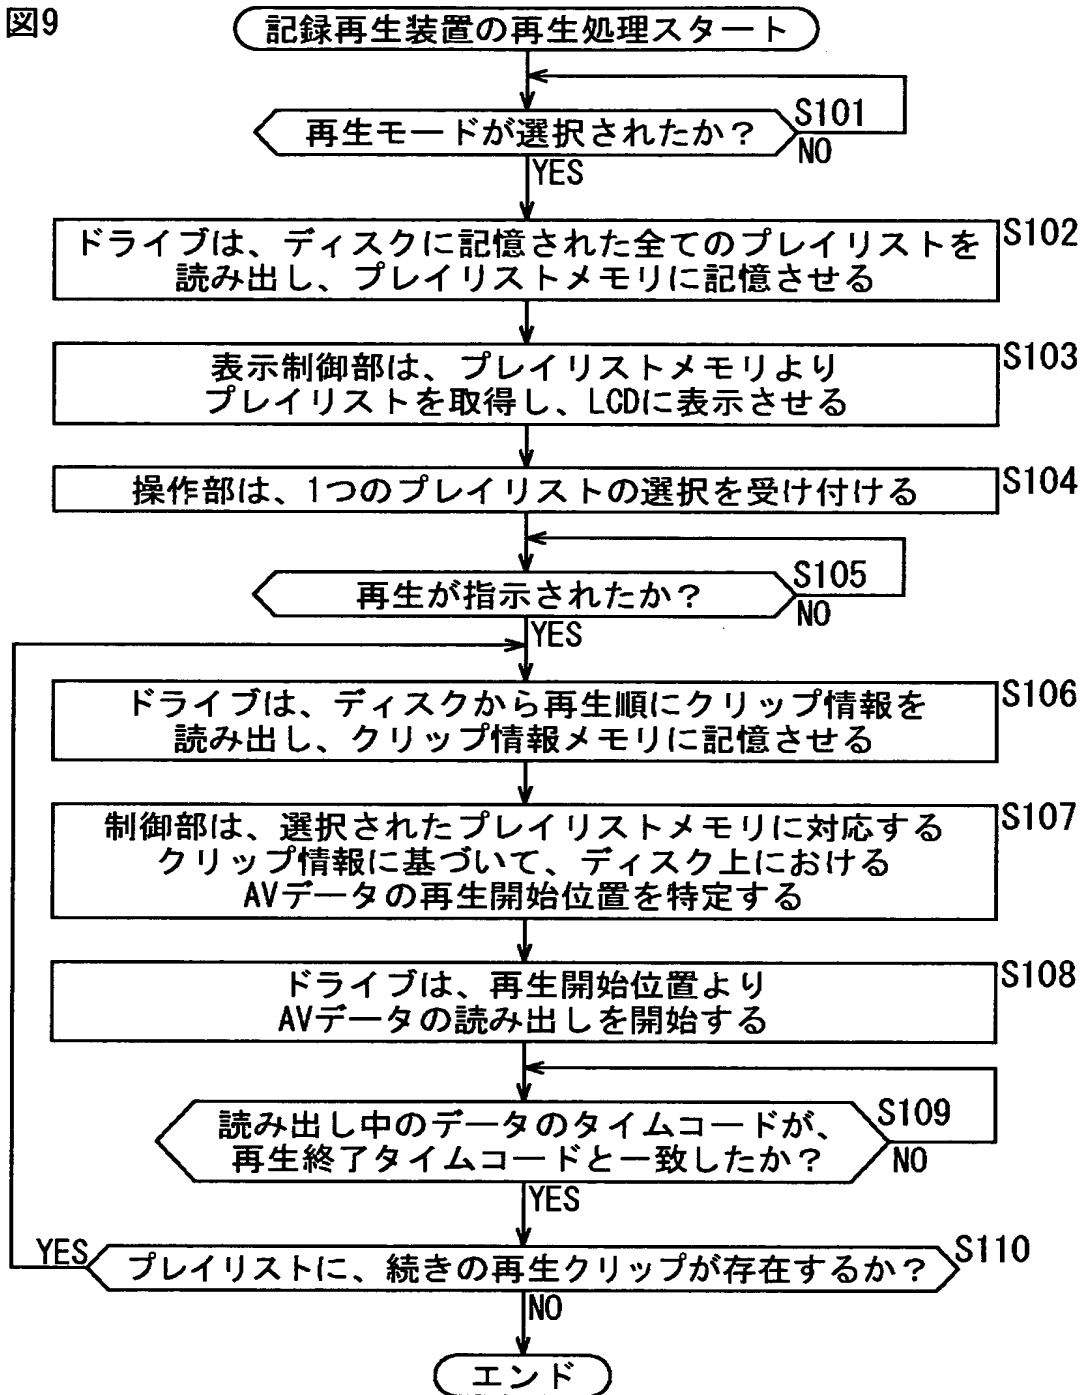 図9
記録再生装置の再生処理スタート
再生モードが選択されたか？
S101
NO
YES
S102
ドライブは、ディスクに記憶された全てのプレイリストを
読み出し、プレイリストメモリに記憶させる
S103
表示制御部は、プレイリストメモリより
プレイリストを取得し、LCDに表示させる
S104
操作部は、1つのプレイリストの選択を受け付ける
再生が指示されたか？
S105
NO
YES
S106
ドライブは、ディスクから再生順にクリップ情報を
読み出し、クリップ情報メモリに記憶させる
S107
制御部は、選択されたプレイリストメモリに対応する
クリップ情報に基づいて、ディスク上における
AVデータの再生開始位置を特定する
S108
ドライブは、再生開始位置より
AVデータの読み出しを開始する
読み出し中のデータのタイムコードが、
再生終了タイムコードと一致したか？
S109
NO
YES
YES
プレイリストに、続きの再生クリップが存在するか？
S110
NO
エンド